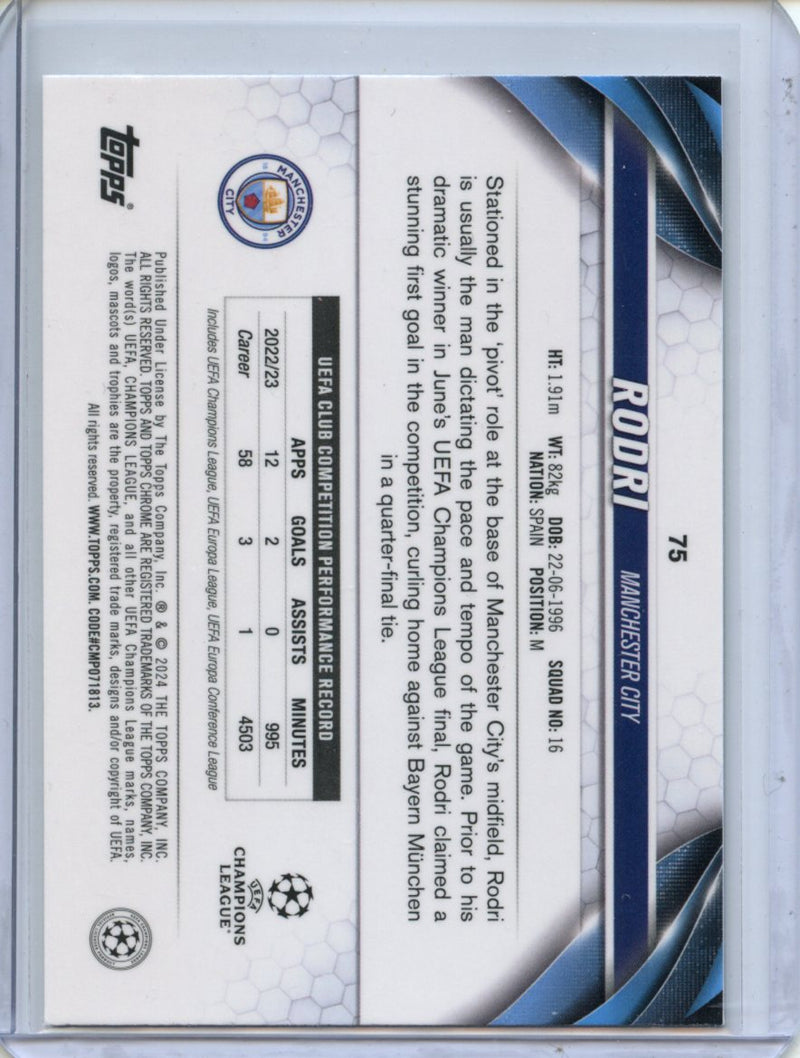 75
RODRI MANCHESTER CITY
HT: 1.91m WT: 82kg DOB: 22-06-1996 SQUAD NO: 16
NATION: SPAIN POSITION: M
Stationed in the 'pivot' role at the base of Manchester City's midfield, Rodri
is usually the man dictating the pace and tempo of the game. Prior to his
dramatic winner in June's UEFA Champions League final, Rodri claimed a
stunning first goal in the competition, curling home against Bayern München
in a quarter-final tie.
MANCHESTER
CITY
18 94
UEFA CLUB COMPETITION PERFORMANCE RECORD
APPS GOALS ASSISTS MINUTES
2022/23 12 2 0 995
Career 58 3 1 4503
Includes UEFA Champions League, UEFA Europa League, UEFA Europa Conference League
UEFA
CHAMPIONS
LEAGUE®
topps®
Published Under License by The Topps Company, Inc. ® & © 2024 THE TOPPS COMPANY, INC.
ALL RIGHTS RESERVED. TOPPS AND TOPPS CHROME ARE REGISTERED TRADEMARKS OF THE TOPPS COMPANY, INC.
The word(s) UEFA, CHAMPIONS LEAGUE, and all other UEFA Champions League marks, names,
logos, mascots and trophies are the property, registered trade marks, designs and/or copyright of UEFA.
All rights reserved. WWW.TOPPS.COM. CODE#CMP071813.